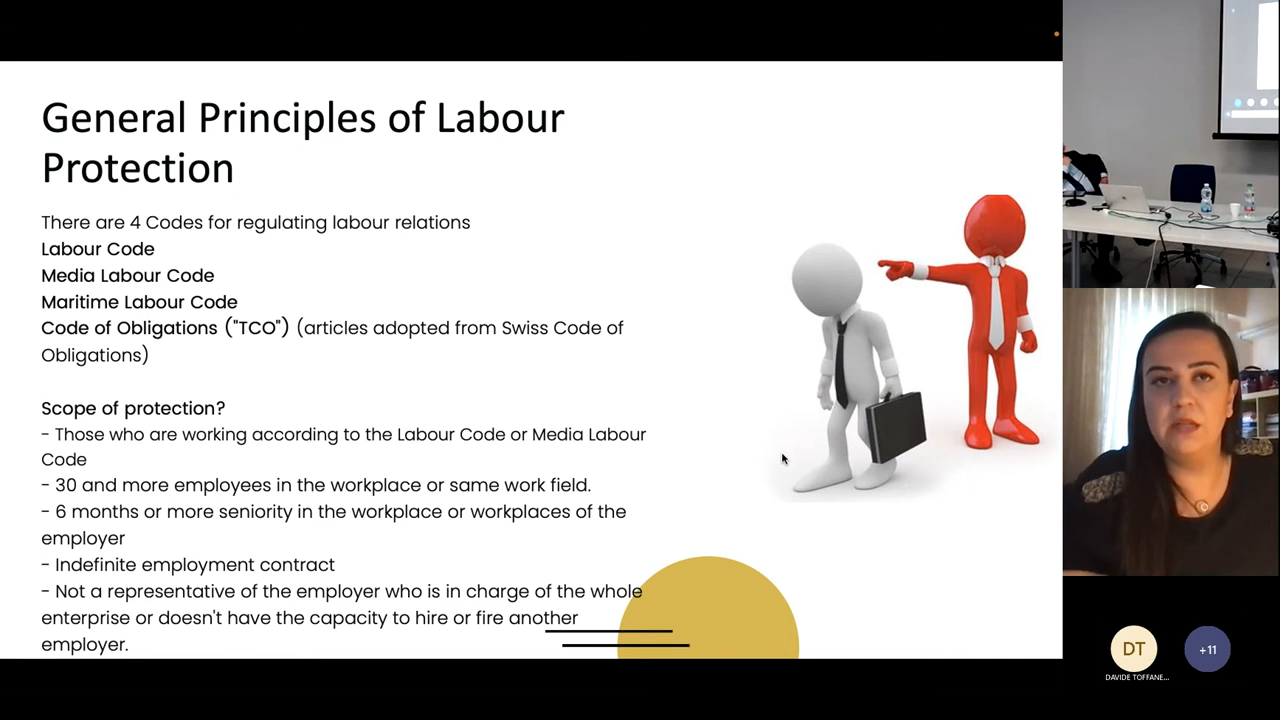 General Principles of Labour
Protection
There are 4 Codes for regulating labour relations
Labour Code
Media Labour Code
Maritime Labour Code
Code of Obligations ("TCO") (articles adopted from Swiss Code of
Obligations)
Scope of protection?
- Those who are working according to the Labour Code or Media Labour
Code
- 30 and more employees in the workplace or same work field.
- 6 months or more seniority in the workplace or workplaces of the
employer
- Indefinite employment contract
- Not a representative of the employer who is in charge of the whole
enterprise or doesn't have the capacity to hire or fire another
employer.
DT
+11
DAVIDE TOFFANE...